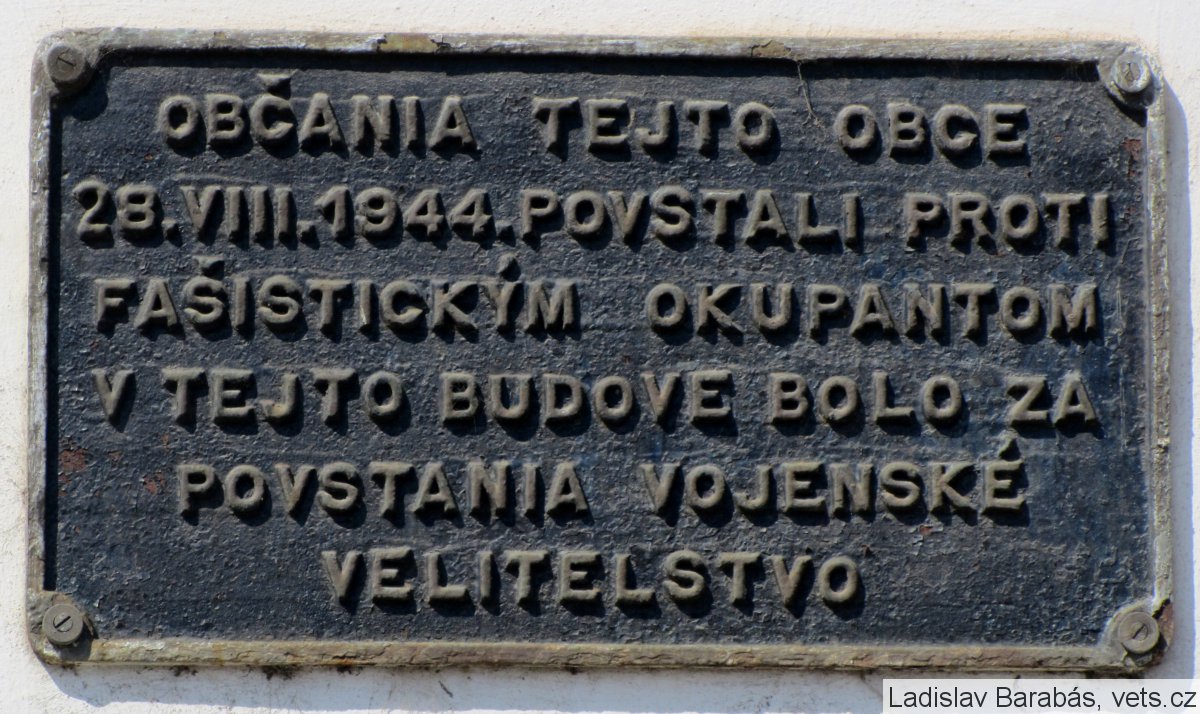 OBČANIA TEJTO OBCE
28.VIII.1944.POVSTALI PROTI
FAŠISTICKÝM OKUPANTOM
V TEJTO BUDOVE BOLO ZA
POVSTANIA VOJENSKÉ
VELITELSTVO
Ladislav Barabás, vets.cz